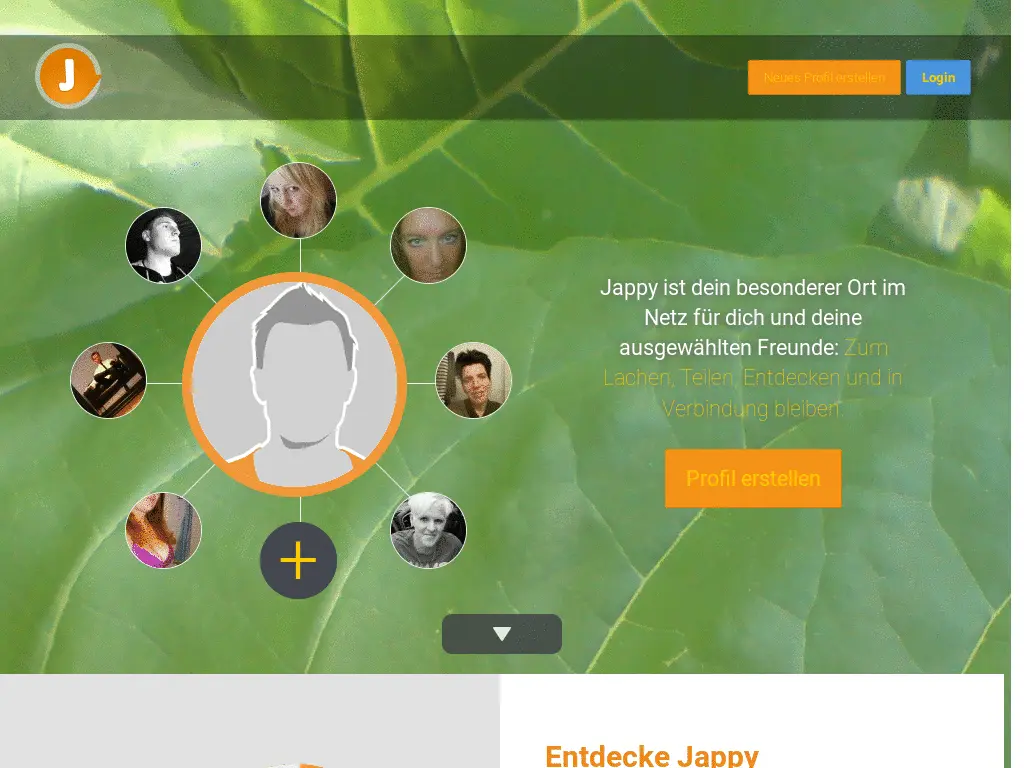 J
Neues Profil erstellen
Login
Jappy ist dein besonderer Ort im
Netz für dich und deine
ausgewählten Freunde: Zum
Lachen, Teilen, Entdecken und in
Verbindung bleiben.
Profil erstellen
Entdecke Jappy